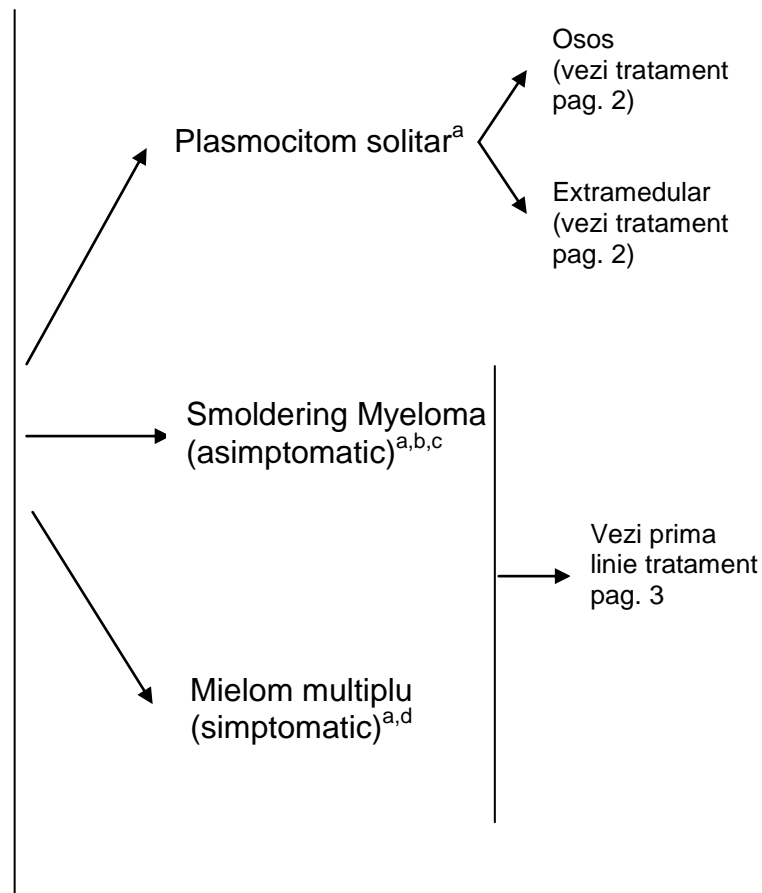 Osos
(vezi tratament
pag. 2)
Plasmocitom solitar^a
Extramedular
(vezi tratament
pag. 2)
Smoldering Myeloma
(asimptomatic)^a,b,c
Vezi prima
linie tratament
pag. 3
Mielom multiplu
(simptomatic)^a,d